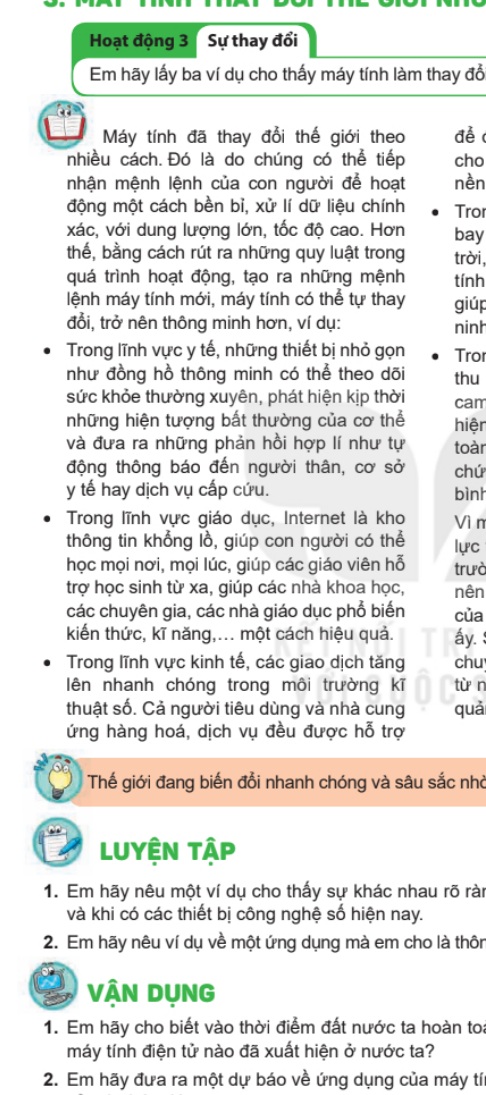 3. MÁY TÍNH THAY ĐỔI THẾ GIỚI NHƯ
Hoạt động 3 Sự thay đổi
Em hãy lấy ba ví dụ cho thấy máy tính làm thay đổi
Máy tính đã thay đổi thế giới theo
nhiều cách. Đó là do chúng có thể tiếp
nhận mệnh lệnh của con người để hoạt
động một cách bền bỉ, xử lí dữ liệu chính
xác, với dung lượng lớn, tốc độ cao. Hơn
thế, bằng cách rút ra những quy luật trong
quá trình hoạt động, tạo ra những mệnh
lệnh máy tính mới, máy tính có thể tự thay
đổi, trở nên thông minh hơn, ví dụ:
• Trong lĩnh vực y tế, những thiết bị nhỏ gọn
như đồng hồ thông minh có thể theo dõi
sức khỏe thường xuyên, phát hiện kịp thời
những hiện tượng bất thường của cơ thể
và đưa ra những phản hồi hợp lí như tự
động thông báo đến người thân, cơ sở
y tế hay dịch vụ cấp cứu.
• Trong lĩnh vực giáo dục, Internet là kho
thông tin khổng lồ, giúp con người có thể
học mọi nơi, mọi lúc, giúp các giáo viên hỗ
trợ học sinh từ xa, giúp các nhà khoa học,
các chuyên gia, các nhà giáo dục phổ biến
kiến thức, kĩ năng,... một cách hiệu quả.
• Trong lĩnh vực kinh tế, các giao dịch tăng
lên nhanh chóng trong môi trường kĩ
thuật số. Cả người tiêu dùng và nhà cung
ứng hàng hoá, dịch vụ đều được hỗ trợ
để
cho
nền
•
bay
trời,
tính
giúp
ninh
•
thu
cam
hiện
toàn
chứ
bình
Vì
lực
trườ
nên
của
ấy.
chuy
từ
quả
KẾT NỐI TRI
VỚI CUỘC S
Thế giới đang biến đổi nhanh chóng và sâu sắc nhờ
LUYỆN TẬP
1. Em hãy nêu một ví dụ cho thấy sự khác nhau rõ ràn
và khi có các thiết bị công nghệ số hiện nay.
2. Em hãy nêu ví dụ về một ứng dụng mà em cho là thôn
VẬN DỤNG
1. Em hãy cho biết vào thời điểm đất nước ta hoàn toà
máy tính điện tử nào đã xuất hiện ở nước ta?
2. Em hãy đưa ra một dự báo về ứng dụng của máy tí